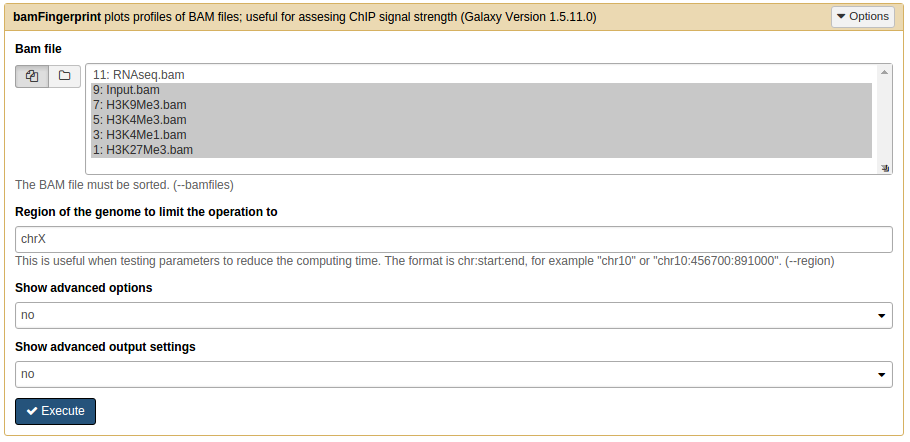 bamFingerprint plots profiles of BAM files; useful for assesing ChIP signal strength (Galaxy Version 1.5.11.0)
Options
Bam file
11: RNAseq.bam
9: Input.bam
7: H3K9Me3.bam
5: H3K4Me3.bam
3: H3K4Me1.bam
1: H3K27Me3.bam
The BAM file must be sorted. (--bamfiles)
Region of the genome to limit the operation to
chrX
This is useful when testing parameters to reduce the computing time. The format is chr:start:end, for example "chr10" or "chr10:456700:891000". (--region)
Show advanced options
no
Show advanced output settings
no
Execute